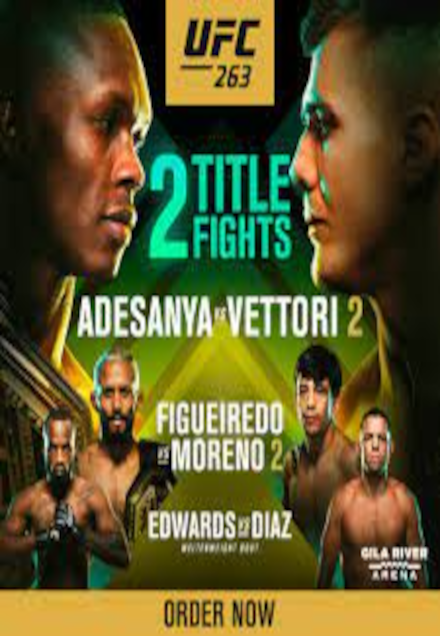 UFC
263
2 TITLE
FIGHTS
ADESANYA VS VETTORI 2
FIGUEIREDO
VS MORENO 2
EDWARDS VS DIAZ
WELTERWEIGHT BOUT
GILA RIVER
ARENA
ORDER NOW